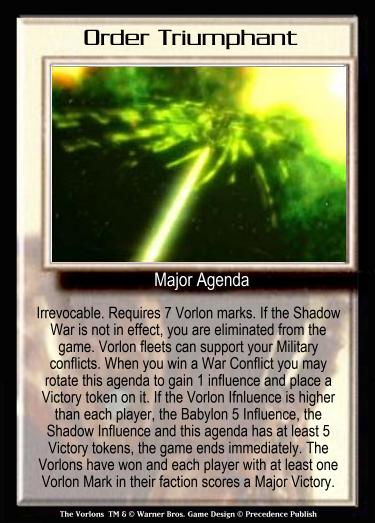 Order Triumphant
Major Agenda
Irrevocable. Requires 7 Vorlon marks. If the Shadow
War is not in effect, you are eliminated from the
game. Vorlon fleets can support your Military
conflicts. When you win a War Conflict you may
rotate this agenda to gain 1 influence and place a
Victory token on it. If the Vorlon Ifnluence is higher
than each player, the Babylon 5 Influence, the
Shadow Influence and this agenda has at least 5
Victory tokens, the game ends immediately. The
Vorlons have won and each player with at least one
Vorlon Mark in their faction scores a Major Victory.
The Vorlons TM & © Warner Bros. Game Design © Precedence Publish